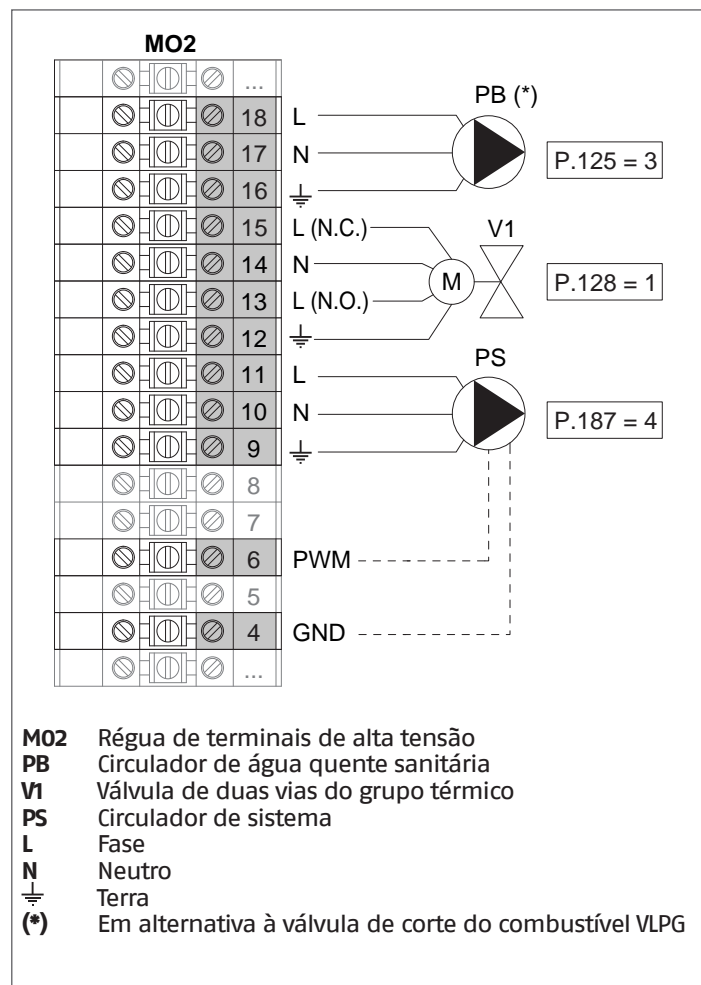 MO2
...
18 L PB (*)
17 N P.125 = 3
16
15 L (N.C.) V1
14 N M P.128 = 1
13 L (N.O.)
12
11 L PS
10 N P.187 = 4
9
8
7
6 PWM
5
4 GND
...
M02 Régua de terminais de alta tensão
PB Circulador de água quente sanitária
V1 Válvula de duas vias do grupo térmico
PS Circulador de sistema
L Fase
N Neutro
⏚ Terra
(*) Em alternativa à válvula de corte do combustível VLPG